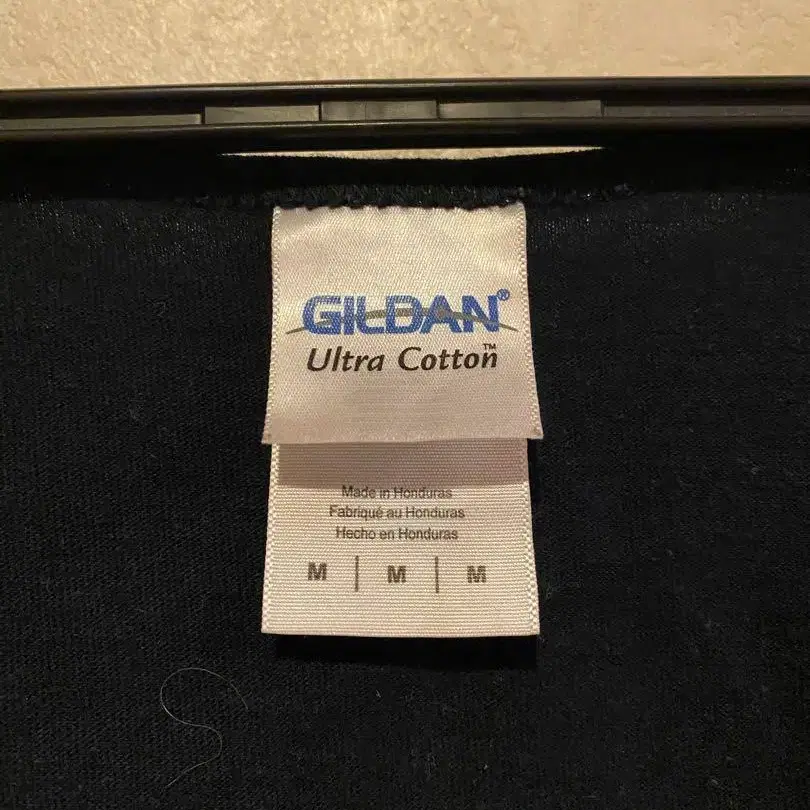 GILDAN®
Ultra Cotton™
Made in Honduras
Fabriqué au Honduras
Hecho en Honduras
M | M | M